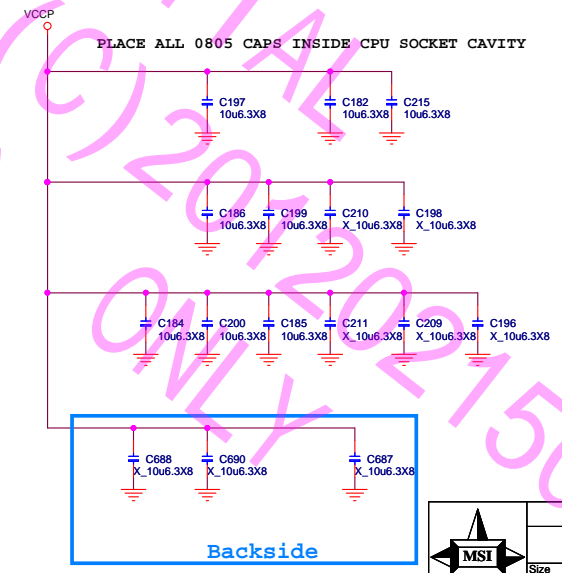 VCCP
PLACE ALL 0805 CAPS INSIDE CPU SOCKET CAVITY
C197
10u6.3X8
C182
10u6.3X8
C215
10u6.3X8
C186
10u6.3X8
C199
10u6.3X8
C210
X_10u6.3X8
C198
X_10u6.3X8
C184
10u6.3X8
C200
10u6.3X8
C185
10u6.3X8
C211
X_10u6.3X8
C209
X_10u6.3X8
C196
X_10u6.3X8
C688
X_10u6.3X8
C690
X_10u6.3X8
C687
X_10u6.3X8
Backside
MSI
Size
TIAL
(C)20120215
ONLY